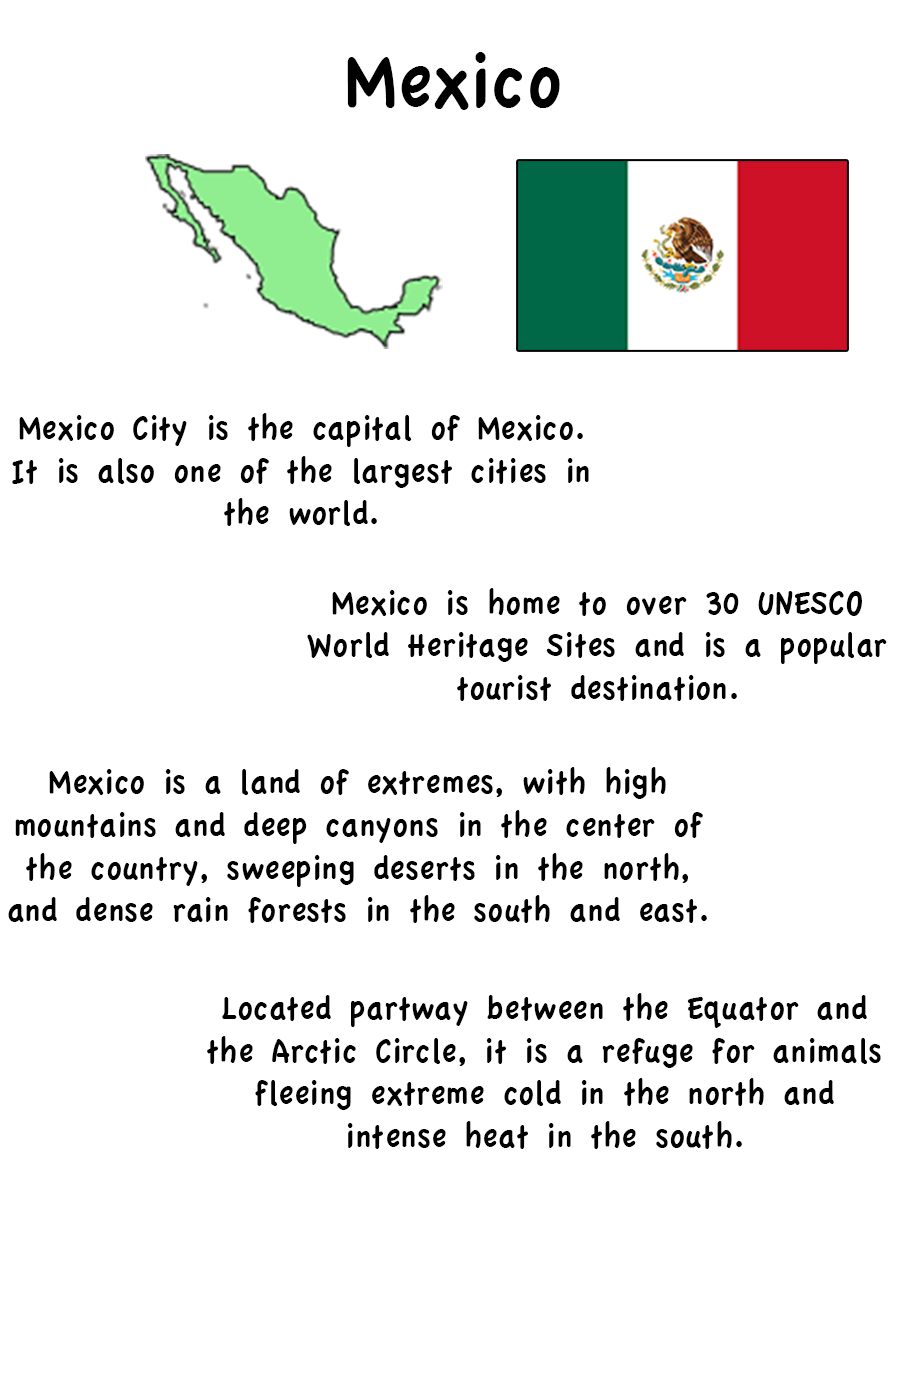 Mexico
Mexico City is the capital of Mexico.
It is also one of the largest cities in
the world.
Mexico is home to over 30 UNESCO
World Heritage Sites and is a popular
tourist destination.
Mexico is a land of extremes, with high
mountains and deep canyons in the center of
the country, sweeping deserts in the north,
and dense rain forests in the south and east.
Located partway between the Equator and
the Arctic Circle, it is a refuge for animals
fleeing extreme cold in the north and
intense heat in the south.